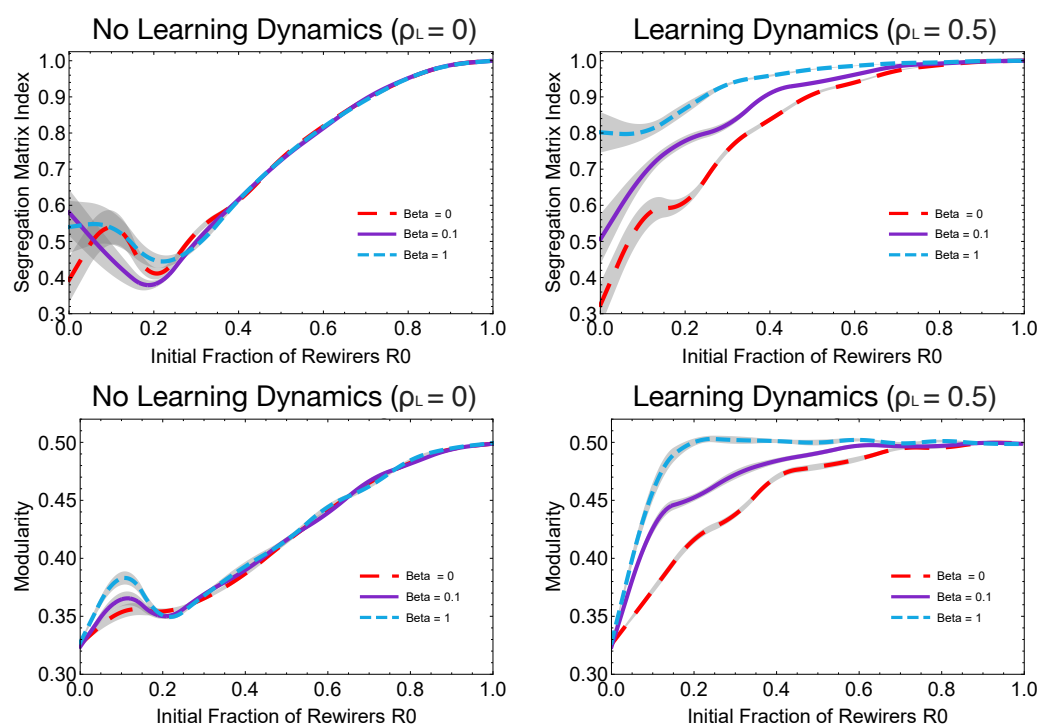 No Learning Dynamics (ρL = 0)
Segregation Matrix Index
1.0
0.9
0.8
0.7
0.6
0.5
0.4
0.3
Beta = 0
Beta = 0.1
Beta = 1
0.0 0.2 0.4 0.6 0.8 1.0
Initial Fraction of Rewirers R0
Learning Dynamics (ρL = 0.5)
Segregation Matrix Index
1.0
0.9
0.8
0.7
0.6
0.5
0.4
0.3
Beta = 0
Beta = 0.1
Beta = 1
0.0 0.2 0.4 0.6 0.8 1.0
Initial Fraction of Rewirers R0
No Learning Dynamics (ρL = 0)
Modularity
0.50
0.45
0.40
0.35
0.30
Beta = 0
Beta = 0.1
Beta = 1
0.0 0.2 0.4 0.6 0.8 1.0
Initial Fraction of Rewirers R0
Learning Dynamics (ρL = 0.5)
Modularity
0.50
0.45
0.40
0.35
0.30
Beta = 0
Beta = 0.1
Beta = 1
0.0 0.2 0.4 0.6 0.8 1.0
Initial Fraction of Rewirers R0